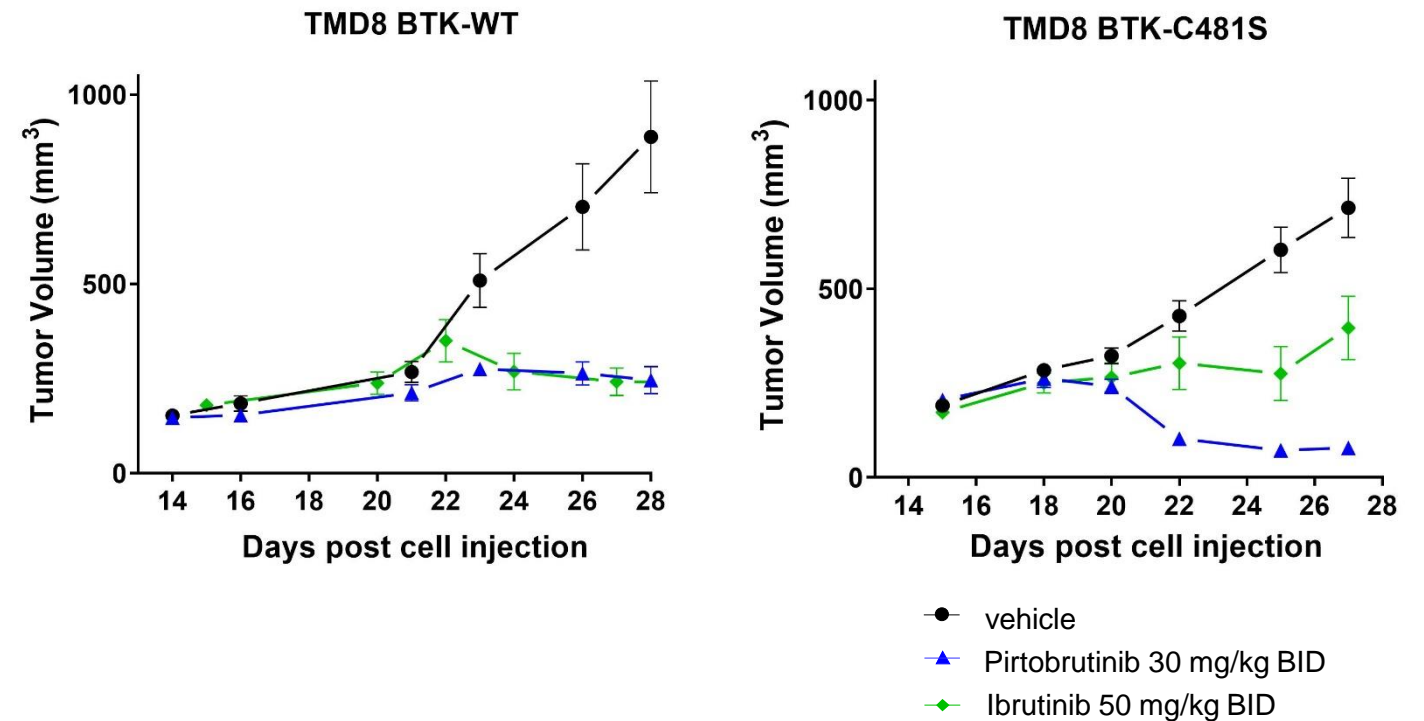 TMD8 BTK-WT
Tumor Volume (mm³)
1000
500
0
14 16 18 20 22 24 26 28
Days post cell injection
TMD8 BTK-C481S
Tumor Volume (mm³)
1000
500
0
14 16 18 20 22 24 26 28
Days post cell injection
vehicle
Pirtobrutinib 30 mg/kg BID
Ibrutinib 50 mg/kg BID